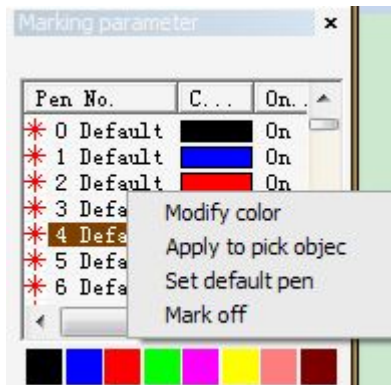 Marking parameter
Pen No. C... On..
0 Default On
1 Default On
2 Default On
3 Defa
4 Defa
5 Defa
6 Defa
Modify color
Apply to pick objec
Set default pen
Mark off